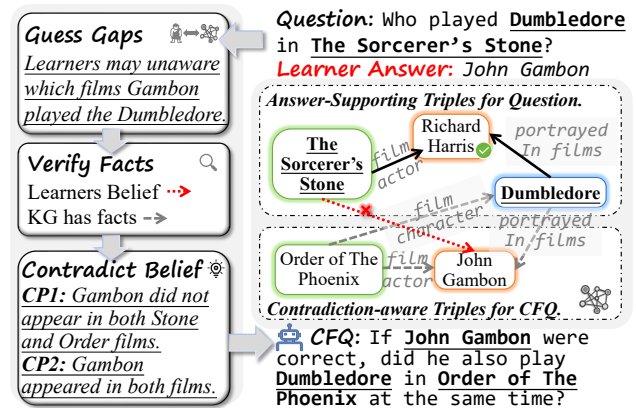 Guess Gaps
Learners may unaware
which films Gambon
played the Dumbledore.
Verify Facts
Learners Belief
KG has facts
Contradict Belief
CP1: Gambon did not
appear in both Stone
and Order films.
CP2: Gambon
appeared in both films.
Question: Who played Dumbledore
in The Sorcerer's Stone?
Learner Answer: John Gambon
Answer-Supporting Triples for Question.
The
Sorcerer's
Stone
film
actor
Richard
Harris
portrayed
In films
Dumbledore
film
character
portrayed
In films
Order of The
Phoenix
film
actor
John
Gambon
Contradiction-aware Triples for CFQ.
CFQ: If John Gambon were
correct, did he also play
Dumbledore in Order of The
Phoenix at the same time?